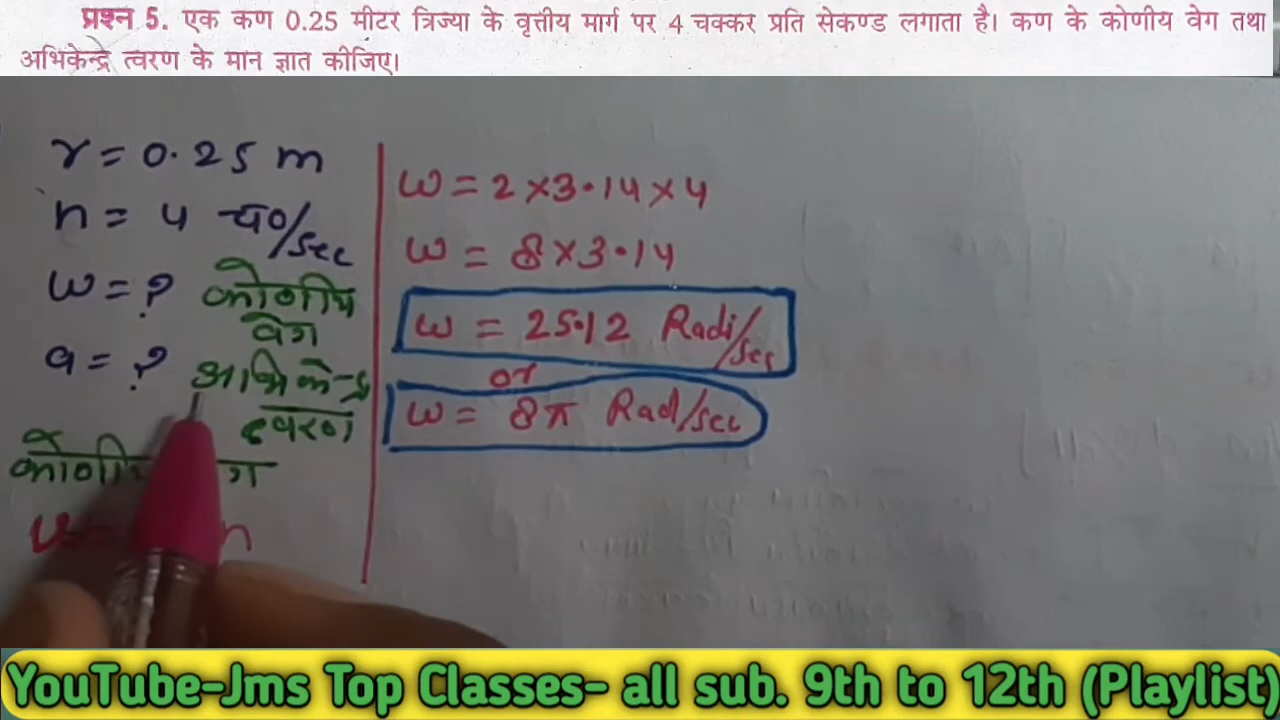 प्रश्न 5. एक कण 0.25 मीटर त्रिज्या के वृत्तीय मार्ग पर 4 चक्कर प्रति सेकण्ड लगाता है। कण के कोणीय वेग तथा
अभिकेन्द्र त्वरण के मान ज्ञात कीजिए।
r = 0.25 m
n = 4 च०/sec
ω = ? कोणीय
वेग
a = ? अभिकेन्द्र
त्वरण
n
ω = 2 × 3.14 × 4
ω = 8 × 3.14
ω = 25.12 Radi/sec
or
ω = 8π Rad/sec
YouTube-Jms Top Classes- all sub. 9th to 12th (Playlist)